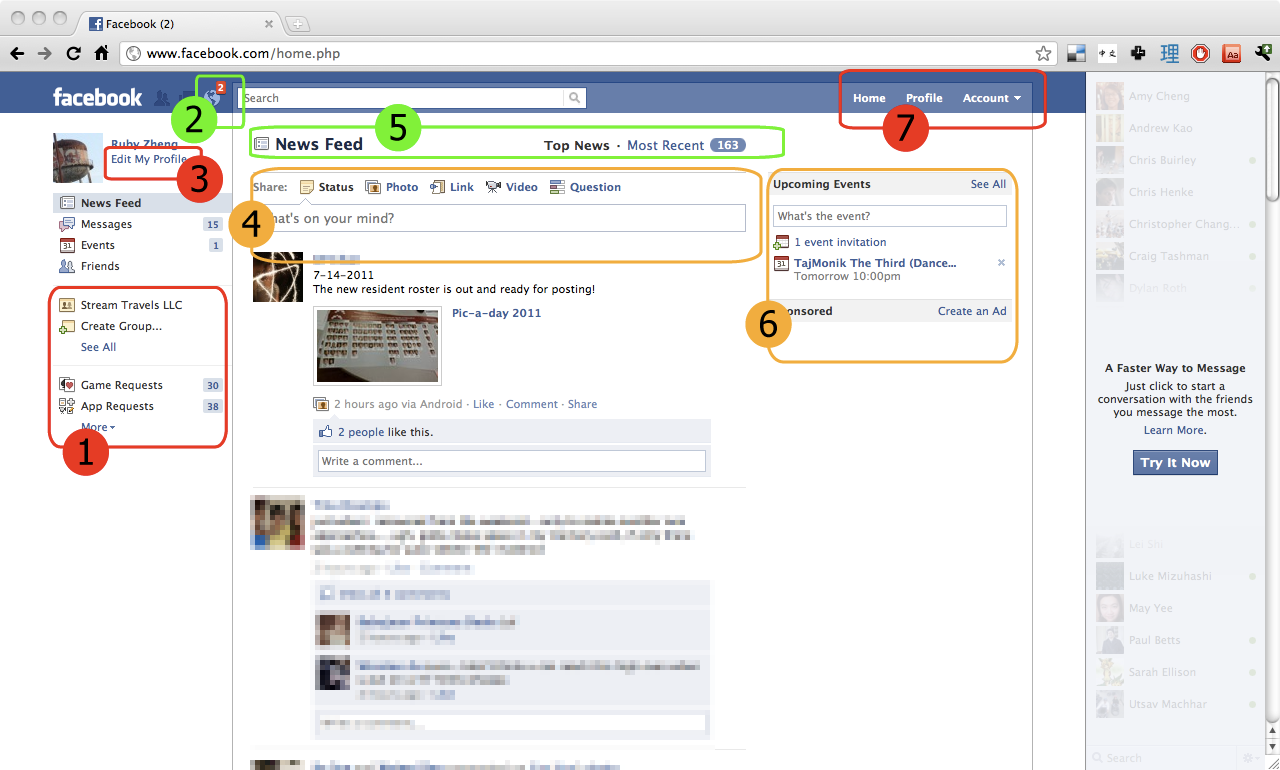 Facebook (2)
www.facebook.com/home.php
facebook
2
Search
Home Profile Account
2
7
5
Ruby Zheng
Edit My Profile
3
News Feed
Top News · Most Recent 163
Share: Status Photo Link Video Question
What's on your mind?
4
News Feed
Messages 15
Events 1
Friends
Stream Travels LLC
Create Group...
See All
Game Requests 30
App Requests 38
More
1
7-14-2011
The new resident roster is out and ready for posting!
Pic-a-day 2011
2 hours ago via Android · Like · Comment · Share
2 people like this.
Write a comment...
Upcoming Events See All
What's the event?
1 event invitation
31 TajMonik The Third (Dance...
Tomorrow 10:00pm
Sponsored Create an Ad
6
Amy Cheng
Andrew Kao
Chris Buirley
Chris Henke
Christopher Chang...
Craig Tashman
Dylan Roth
A Faster Way to Message
Just click to start a
conversation with the friends
you message the most.
Learn More.
Try It Now
Lei Shi
Luke Mizuhashi
May Yee
Paul Betts
Sarah Ellison
Utsav Machhar
Search